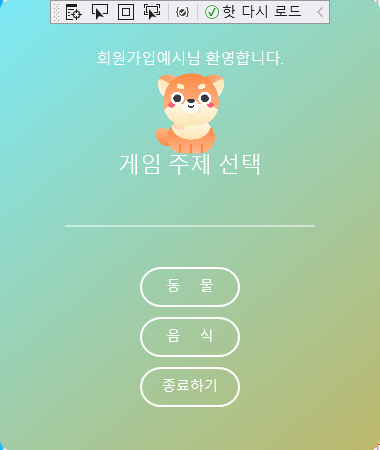 핫 다시 로드
회원가입예시님 환영합니다.
게임 주제 선택
동 물
음 식
종료하기